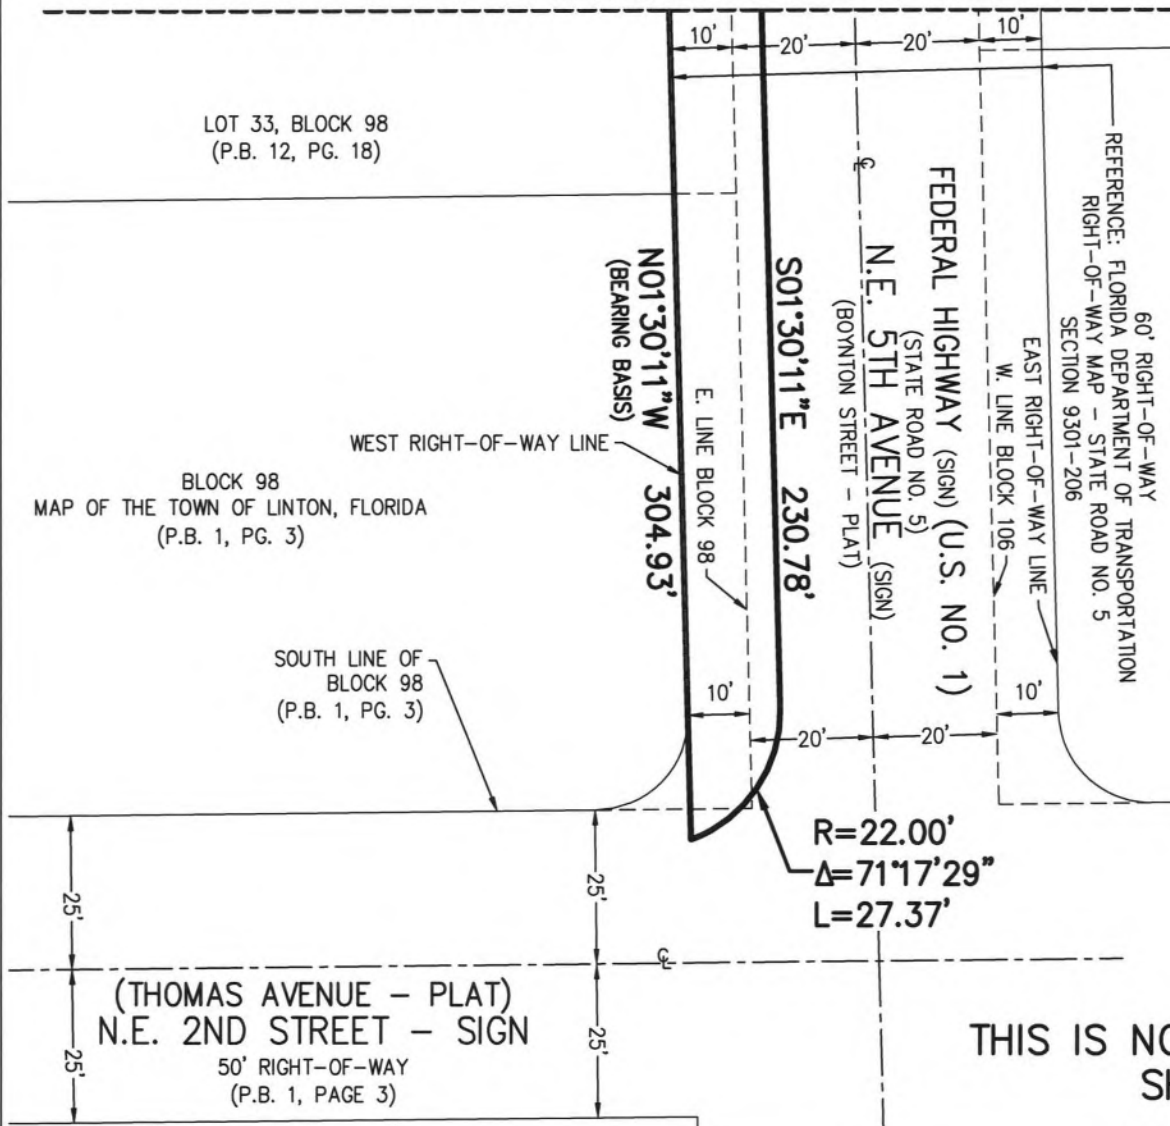 10'
20'
20'
10'
LOT 33, BLOCK 98
(P.B. 12, PG. 18)
℄
N01°30'11"W 304.93'
(BEARING BASIS)
E. LINE BLOCK 98
S01°30'11"E 230.78'
(BOYNTON STREET - PLAT)
N.E. 5TH AVENUE (SIGN)
(STATE ROAD NO. 5)
FEDERAL HIGHWAY (SIGN) (U.S. NO. 1)
W. LINE BLOCK 106
EAST RIGHT-OF-WAY LINE
60' RIGHT-OF-WAY
REFERENCE: FLORIDA DEPARTMENT OF TRANSPORTATION
RIGHT-OF-WAY MAP - STATE ROAD NO. 5
SECTION 9301-206
WEST RIGHT-OF-WAY LINE
BLOCK 98
MAP OF THE TOWN OF LINTON, FLORIDA
(P.B. 1, PG. 3)
SOUTH LINE OF
BLOCK 98
(P.B. 1, PG. 3)
10'
20'
20'
10'
R=22.00'
Δ=71°17'29"
L=27.37'
25'
25'
℄
(THOMAS AVENUE - PLAT)
N.E. 2ND STREET - SIGN
50' RIGHT-OF-WAY
(P.B. 1, PAGE 3)
25'
25'
THIS IS